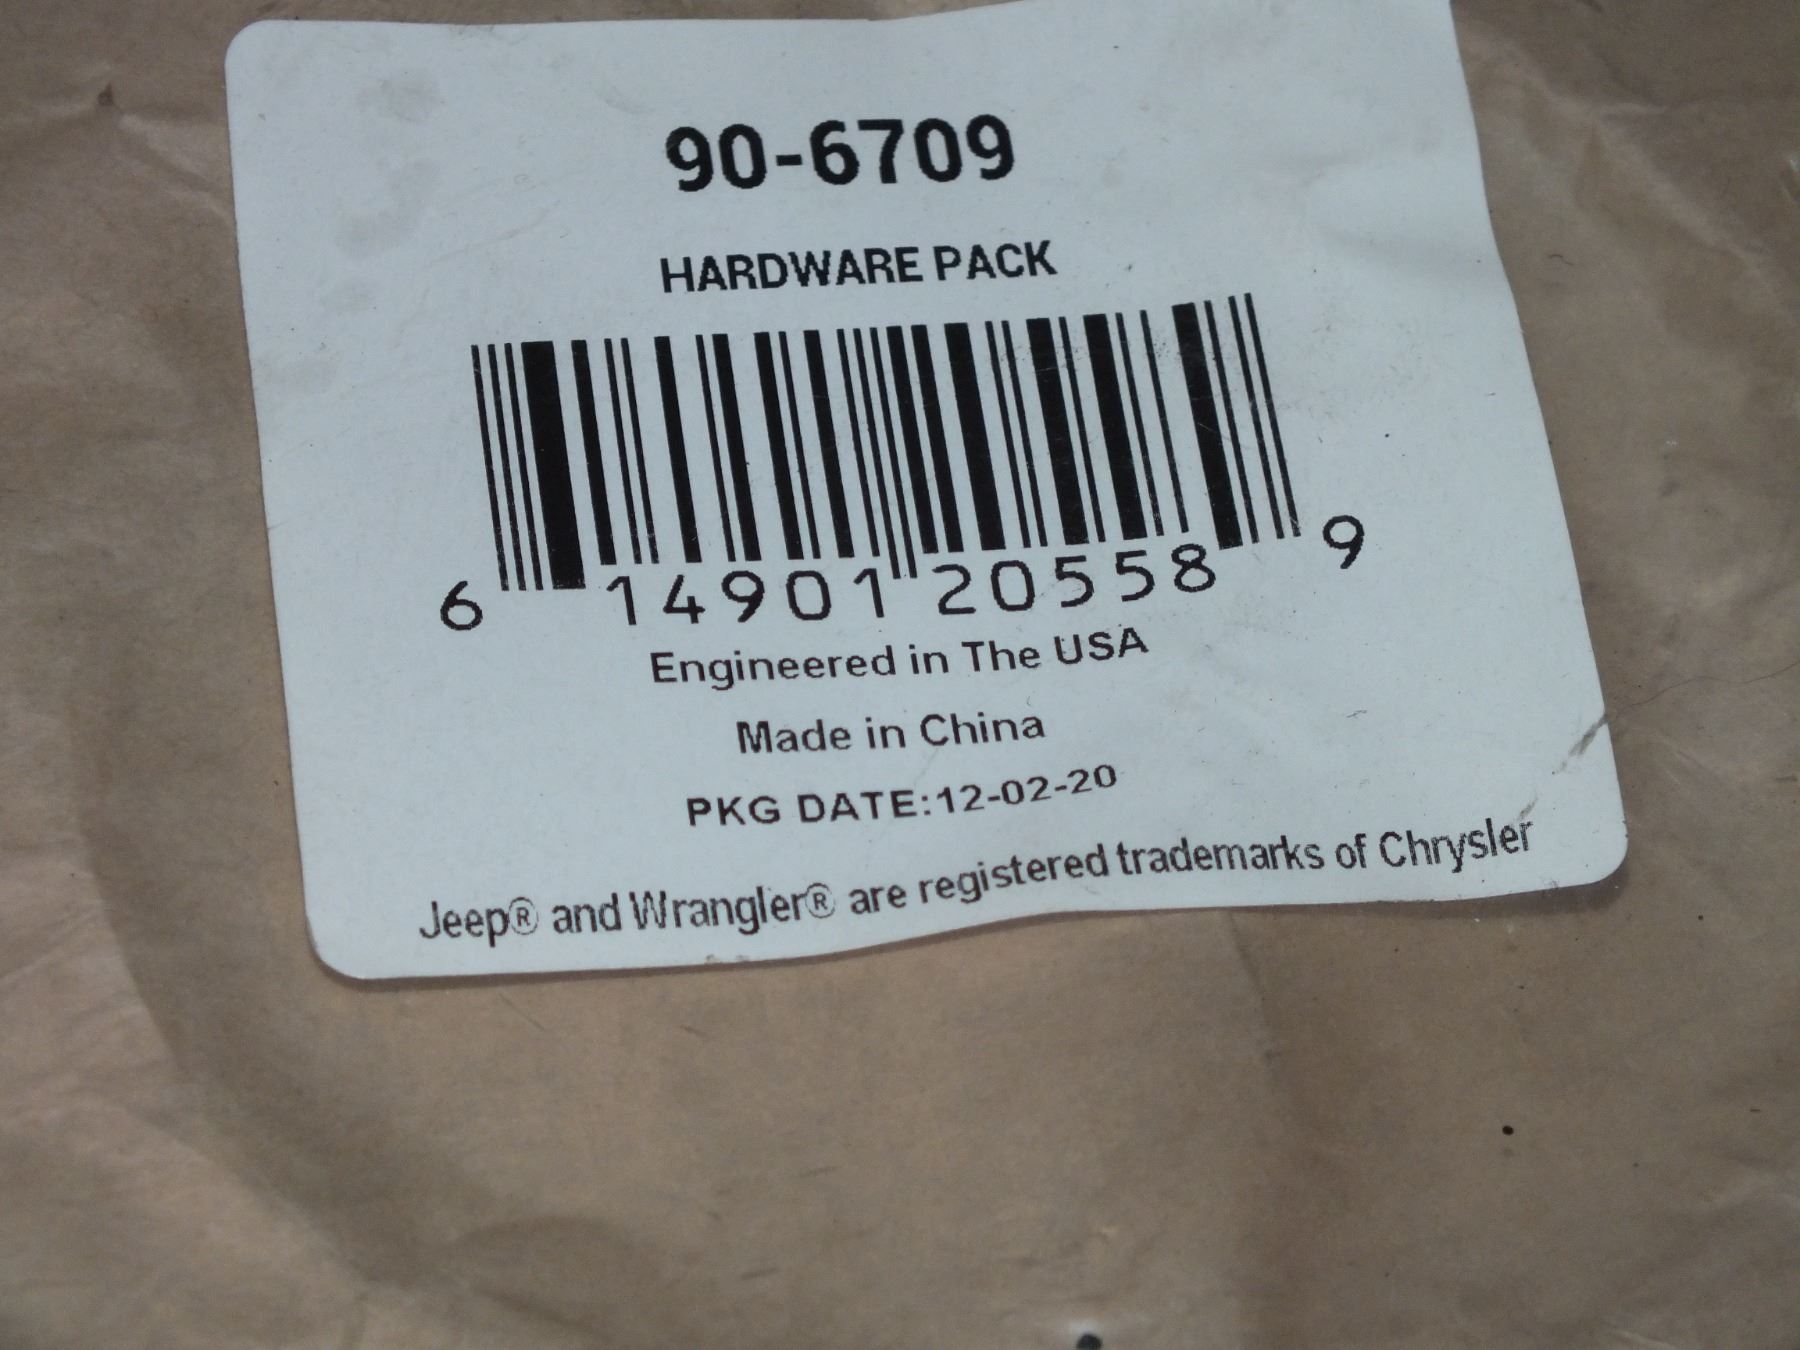 90-6709
HARDWARE PACK
6 14901 20558 9
Engineered in The USA
Made in China
PKG DATE:12-02-20
Jeep® and Wrangler® are registered trademarks of Chrysler